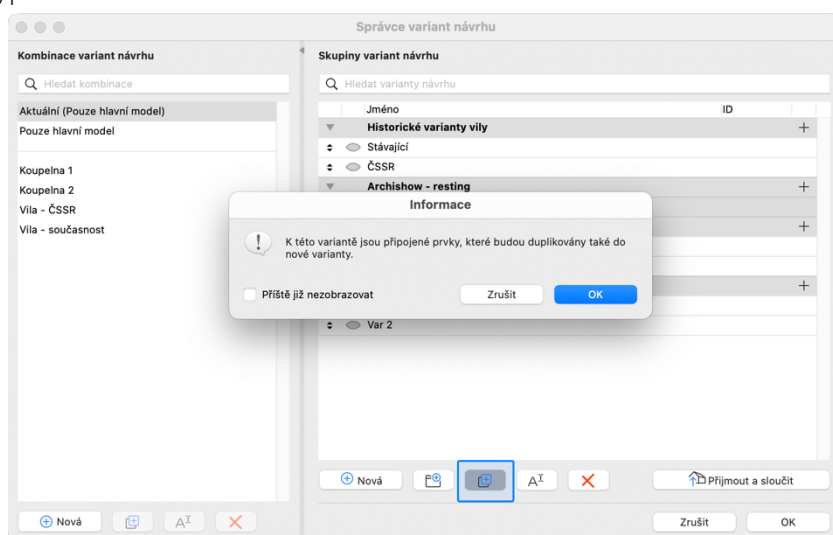 Správce variant návrhu
Kombinace variant návrhu
Hledat kombinace
Aktuální (Pouze hlavní model)
Pouze hlavní model
Koupelna 1
Koupelna 2
Vila - ČSSR
Vila - současnost
Nová
Skupiny variant návrhu
Hledat varianty návrhu
Jméno ID
Historické varianty vily
Stávající
ČSSR
Archishow - resting
Informace
K této variantě jsou připojené prvky, které budou duplikovány také do
nové varianty.
Příště již nezobrazovat
Zrušit OK
Var 2
Nová
Přijmout a sloučit
Zrušit OK